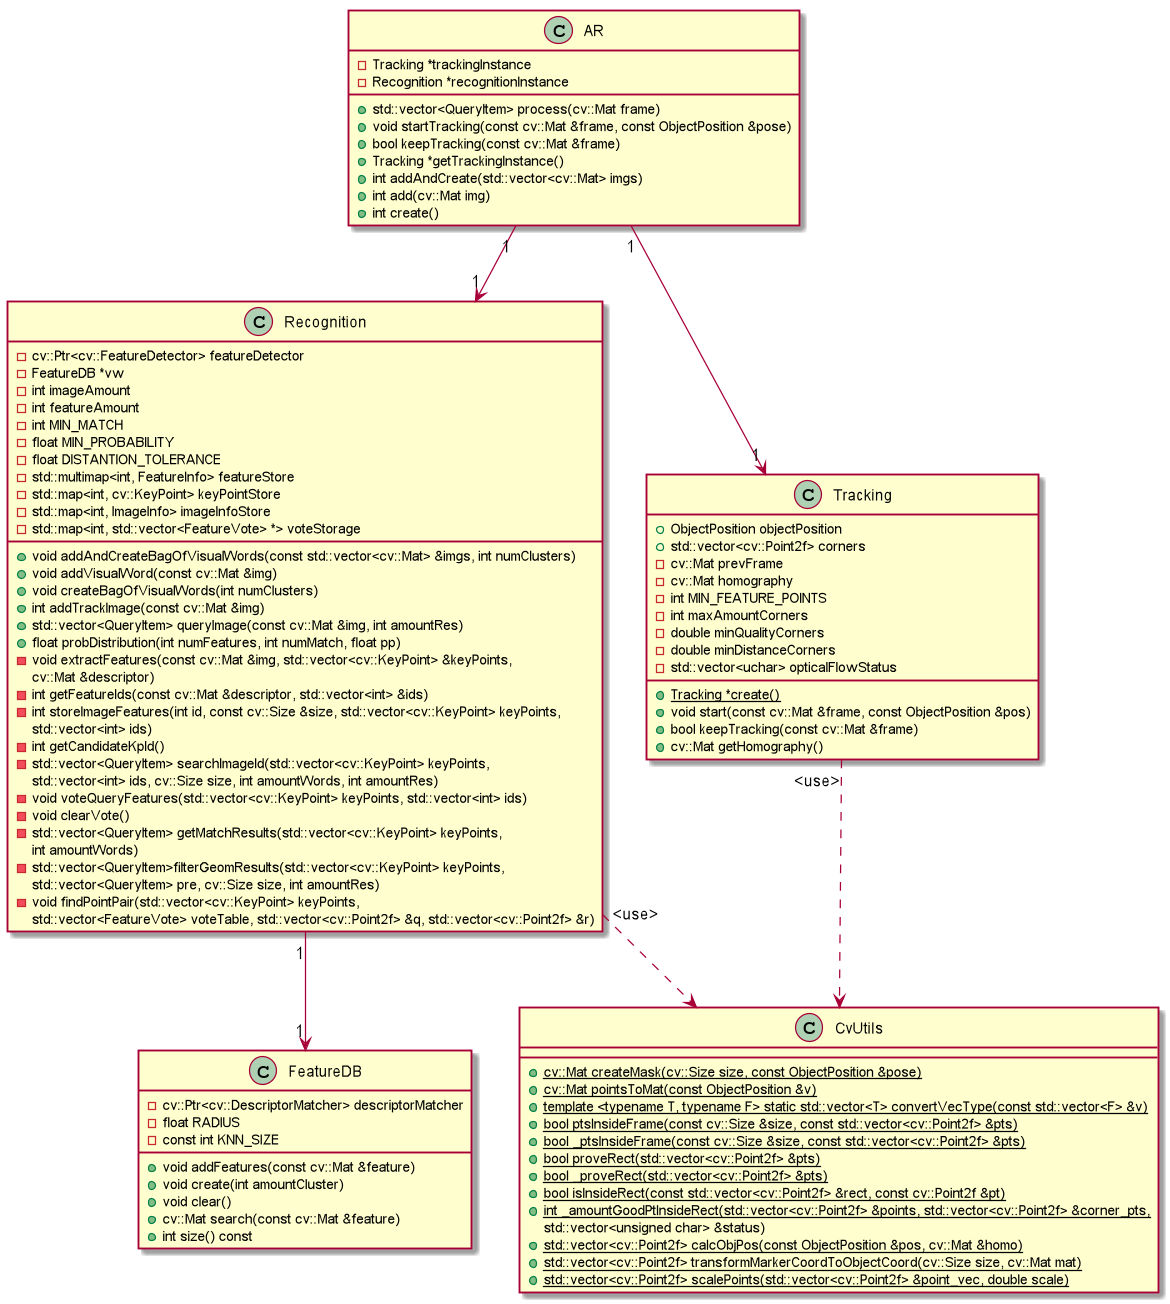 C AR
Tracking *trackingInstance
Recognition *recognitionInstance
std::vector<QueryItem> process(cv::Mat frame)
void startTracking(const cv::Mat &frame, const ObjectPosition &pose)
bool keepTracking(const cv::Mat &frame)
Tracking *getTrackingInstance()
int addAndCreate(std::vector<cv::Mat> imgs)
int add(cv::Mat img)
int create()
1
1
1
1
C Recognition
cv::Ptr<cv::FeatureDetector> featureDetector
FeatureDB *vw
int imageAmount
int featureAmount
int MIN_MATCH
float MIN_PROBABILITY
float DISTANTION_TOLERANCE
std::multimap<int, FeatureInfo> featureStore
std::map<int, cv::KeyPoint> keyPointStore
std::map<int, ImageInfo> imageInfoStore
std::map<int, std::vector<FeatureVote> *> voteStorage
void addAndCreateBagOfVisualWords(const std::vector<cv::Mat> &imgs, int numClusters)
void addVisualWord(const cv::Mat &img)
void createBagOfVisualWords(int numClusters)
int addTrackImage(const cv::Mat &img)
std::vector<QueryItem> queryImage(const cv::Mat &img, int amountRes)
float probDistribution(int numFeatures, int numMatch, float pp)
void extractFeatures(const cv::Mat &img, std::vector<cv::KeyPoint> &keyPoints,
cv::Mat &descriptor)
int getFeatureIds(const cv::Mat &descriptor, std::vector<int> &ids)
int storeImageFeatures(int id, const cv::Size &size, std::vector<cv::KeyPoint> keyPoints,
std::vector<int> ids)
int getCandidateKpId()
std::vector<QueryItem> searchImageId(std::vector<cv::KeyPoint> keyPoints,
std::vector<int> ids, cv::Size size, int amountWords, int amountRes)
void voteQueryFeatures(std::vector<cv::KeyPoint> keyPoints, std::vector<int> ids)
void clearVote()
std::vector<QueryItem> getMatchResults(std::vector<cv::KeyPoint> keyPoints,
int amountWords)
std::vector<QueryItem>filterGeomResults(std::vector<cv::KeyPoint> keyPoints,
std::vector<QueryItem> pre, cv::Size size, int amountRes)
void findPointPair(std::vector<cv::KeyPoint> keyPoints,
std::vector<FeatureVote> voteTable, std::vector<cv::Point2f> &q, std::vector<cv::Point2f> &r)
C Tracking
ObjectPosition objectPosition
std::vector<cv::Point2f> corners
cv::Mat prevFrame
cv::Mat homography
int MIN_FEATURE_POINTS
int maxAmountCorners
double minQualityCorners
double minDistanceCorners
std::vector<uchar> opticalFlowStatus
Tracking *create()
void start(const cv::Mat &frame, const ObjectPosition &pos)
bool keepTracking(const cv::Mat &frame)
cv::Mat getHomography()
<use>
<use>
1
1
C FeatureDB
cv::Ptr<cv::DescriptorMatcher> descriptorMatcher
float RADIUS
const int KNN_SIZE
void addFeatures(const cv::Mat &feature)
void create(int amountCluster)
void clear()
cv::Mat search(const cv::Mat &feature)
int size() const
C CvUtils
cv::Mat createMask(cv::Size size, const ObjectPosition &pose)
cv::Mat pointsToMat(const ObjectPosition &v)
template <typename T, typename F> static std::vector<T> convertVecType(const std::vector<F> &v)
bool ptsInsideFrame(const cv::Size &size, const std::vector<cv::Point2f> &pts)
bool _ptsInsideFrame(const cv::Size &size, const std::vector<cv::Point2f> &pts)
bool proveRect(std::vector<cv::Point2f> &pts)
bool _proveRect(std::vector<cv::Point2f> &pts)
bool isInsideRect(const std::vector<cv::Point2f> &rect, const cv::Point2f &pt)
int _amountGoodPtInsideRect(std::vector<cv::Point2f> &points, std::vector<cv::Point2f> &corner_pts,
std::vector<unsigned char> &status)
std::vector<cv::Point2f> calcObjPos(const ObjectPosition &pos, cv::Mat &homo)
std::vector<cv::Point2f> transformMarkerCoordToObjectCoord(cv::Size size, cv::Mat mat)
std::vector<cv::Point2f> scalePoints(std::vector<cv::Point2f> &point_vec, double scale)